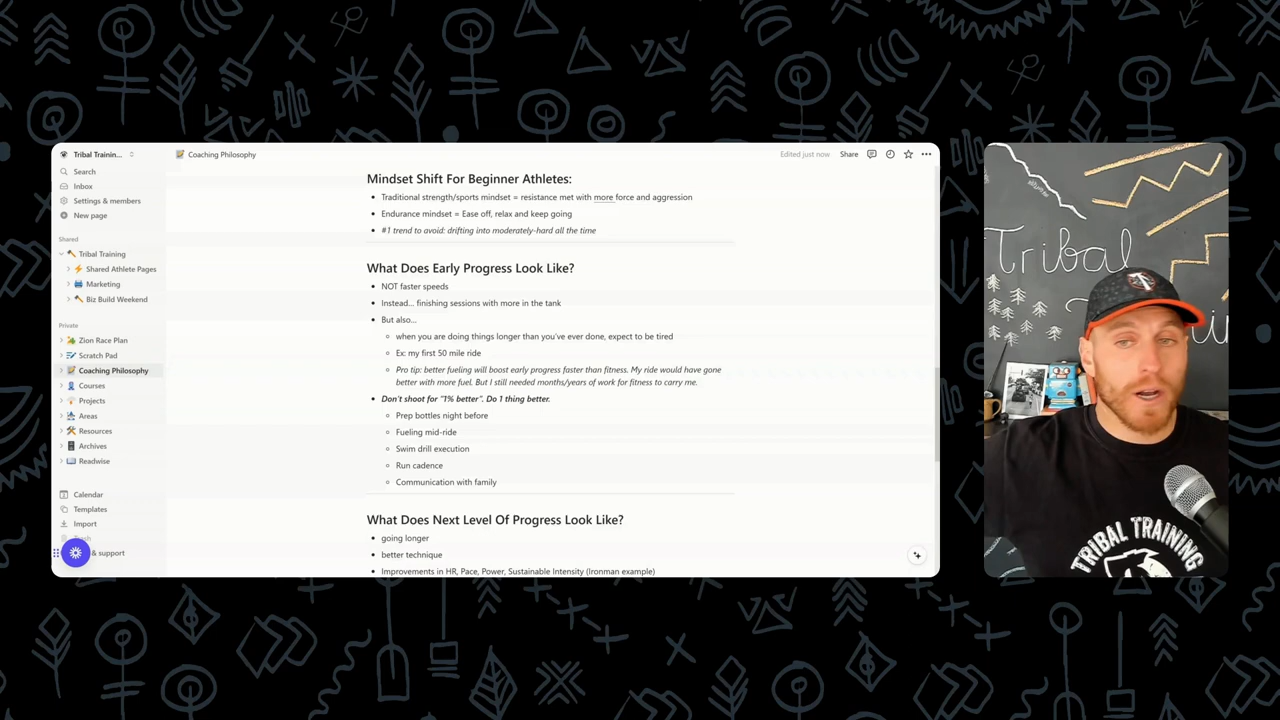 Tribal Trainin...
Search
Inbox
Settings & members
New page
Shared
Tribal Training
Shared Athlete Pages
Marketing
Biz Build Weekend
Private
Zion Race Plan
Scratch Pad
Coaching Philosophy
Courses
Projects
Areas
Resources
Archives
Readwise
Calendar
Templates
Import
Trash
& support
Coaching Philosophy
Edited just now
Share
Mindset Shift For Beginner Athletes:
Traditional strength/sports mindset = resistance met with more force and aggression
Endurance mindset = Ease off, relax and keep going
#1 trend to avoid: drifting into moderately-hard all the time
What Does Early Progress Look Like?
NOT faster speeds
Instead... finishing sessions with more in the tank
But also...
when you are doing things longer than you've ever done, expect to be tired
Ex: my first 50 mile ride
Pro tip: better fueling will boost early progress faster than fitness. My ride would have gone
better with more fuel. But I still needed months/years of work for fitness to carry me.
Don't shoot for "1% better". Do 1 thing better.
Prep bottles night before
Fueling mid-ride
Swim drill execution
Run cadence
Communication with family
What Does Next Level Of Progress Look Like?
going longer
better technique
Improvements in HR, Pace, Power, Sustainable Intensity (Ironman example)
Tribal
TRIBAL TRAINING